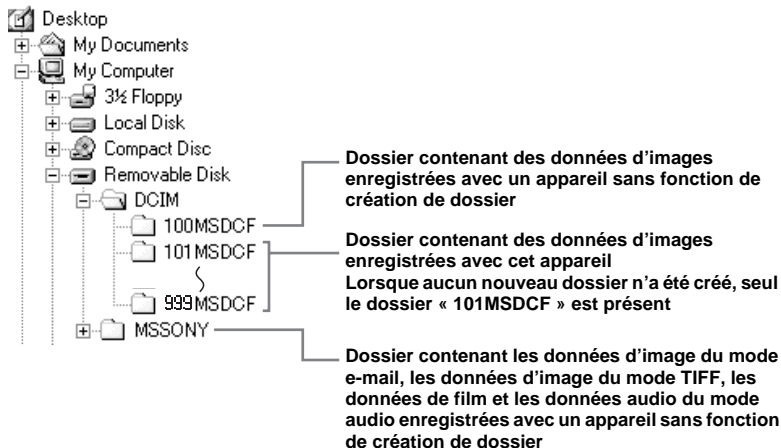 Desktop
My Documents
My Computer
3½ Floppy
Local Disk
Compact Disc
Removable Disk
DCIM
100MSDCF
101MSDCF
999MSDCF
MSSONY
Dossier contenant des données d'images
enregistrées avec un appareil sans fonction de
création de dossier
Dossier contenant des données d'images
enregistrées avec cet appareil
Lorsque aucun nouveau dossier n'a été créé, seul
le dossier « 101MSDCF » est présent
Dossier contenant les données d'image du mode
e-mail, les données d'image du mode TIFF, les
données de film et les données audio du mode
audio enregistrées avec un appareil sans fonction
de création de dossier